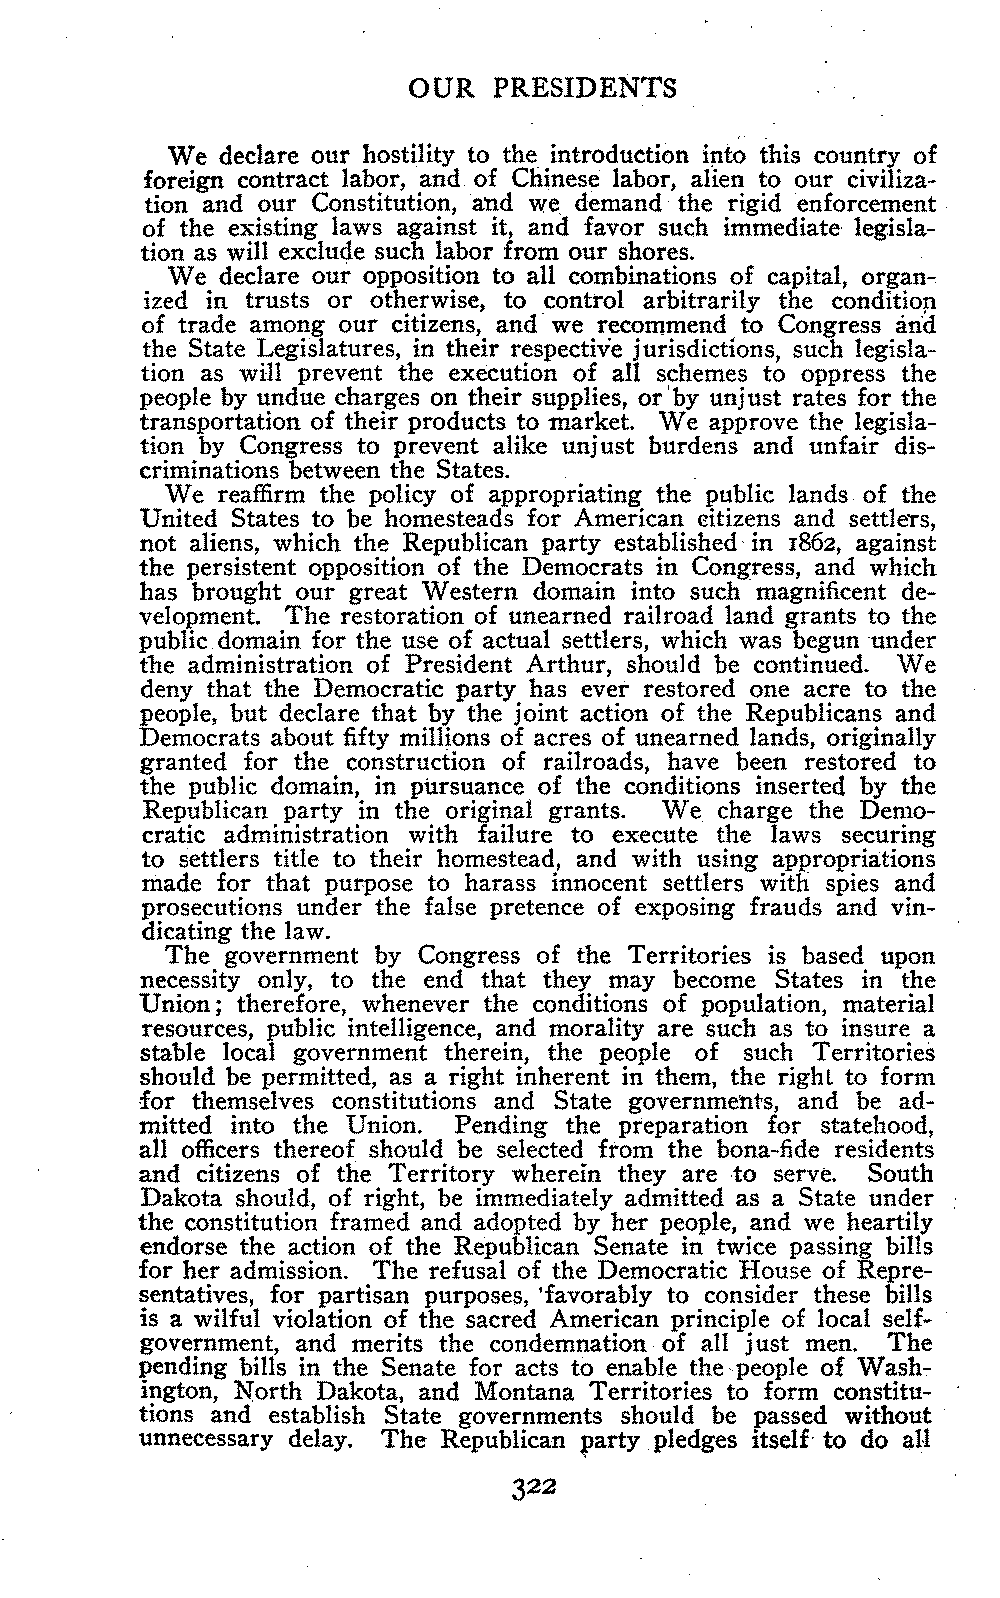 OUR PRESIDENTS
We declare our hostility to the introduction into this country of
foreign contract labor, and of Chinese labor, alien to our civiliza-
tion and our Constitution, and we demand the rigid enforcement
of the existing laws against it, and favor such immediate legisla-
tion as will exclude such labor from our shores.
We declare our opposition to all combinations of capital, organ-
ized in trusts or otherwise, to control arbitrarily the condition
of trade among our citizens, and we recommend to Congress and
the State Legislatures, in their respective jurisdictions, such legisla-
tion as will prevent the execution of all schemes to oppress the
people by undue charges on their supplies, or by unjust rates for the
transportation of their products to market. We approve the legisla-
tion by Congress to prevent alike unjust burdens and unfair dis-
criminations between the States.
We reaffirm the policy of appropriating the public lands of the
United States to be homesteads for American citizens and settlers,
not aliens, which the Republican party established in 1862, against
the persistent opposition of the Democrats in Congress, and which
has brought our great Western domain into such magnificent de-
velopment. The restoration of unearned railroad land grants to the
public domain for the use of actual settlers, which was begun under
the administration of President Arthur, should be continued. We
deny that the Democratic party has ever restored one acre to the
people, but declare that by the joint action of the Republicans and
Democrats about fifty millions of acres of unearned lands, originally
granted for the construction of railroads, have been restored to
the public domain, in pursuance of the conditions inserted by the
Republican party in the original grants. We charge the Demo-
cratic administration with failure to execute the laws securing
to settlers title to their homestead, and with using appropriations
made for that purpose to harass innocent settlers with spies and
prosecutions under the false pretence of exposing frauds and vin-
dicating the law.
The government by Congress of the Territories is based upon
necessity only, to the end that they may become States in the
Union; therefore, whenever the conditions of population, material
resources, public intelligence, and morality are such as to insure a
stable local government therein, the people of such Territories
should be permitted, as a right inherent in them, the right to form
for themselves constitutions and State governments, and be ad-
mitted into the Union. Pending the preparation for statehood,
all officers thereof should be selected from the bona-fide residents
and citizens of the Territory wherein they are to serve. South
Dakota should, of right, be immediately admitted as a State under
the constitution framed and adopted by her people, and we heartily
endorse the action of the Republican Senate in twice passing bills
for her admission. The refusal of the Democratic House of Repre-
sentatives, for partisan purposes, 'favorably to consider these bills
is a wilful violation of the sacred American principle of local self-
government, and merits the condemnation of all just men. The
pending bills in the Senate for acts to enable the people of Wash-
ington, North Dakota, and Montana Territories to form constitu-
tions and establish State governments should be passed without
unnecessary delay. The Republican party pledges itself to do all
322